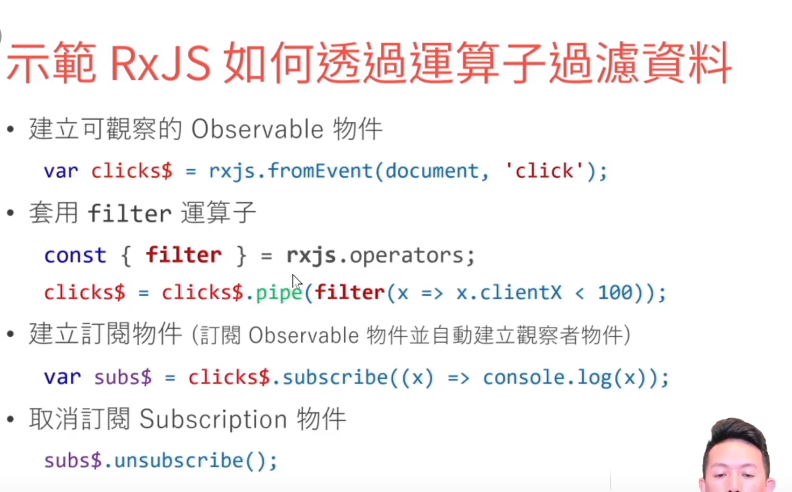 示範 RxJS 如何透過運算子過濾資料
• 建立可觀察的 Observable 物件
var clicks$ = rxjs.fromEvent(document, 'click');
• 套用 filter 運算子
const { filter } = rxjs.operators;
clicks$ = clicks$.pipe(filter(x => x.clientX < 100));
• 建立訂閱物件 (訂閱 Observable 物件並自動建立觀察者物件)
var subs$ = clicks$.subscribe((x) => console.log(x));
• 取消訂閱 Subscription 物件
subs$.unsubscribe();